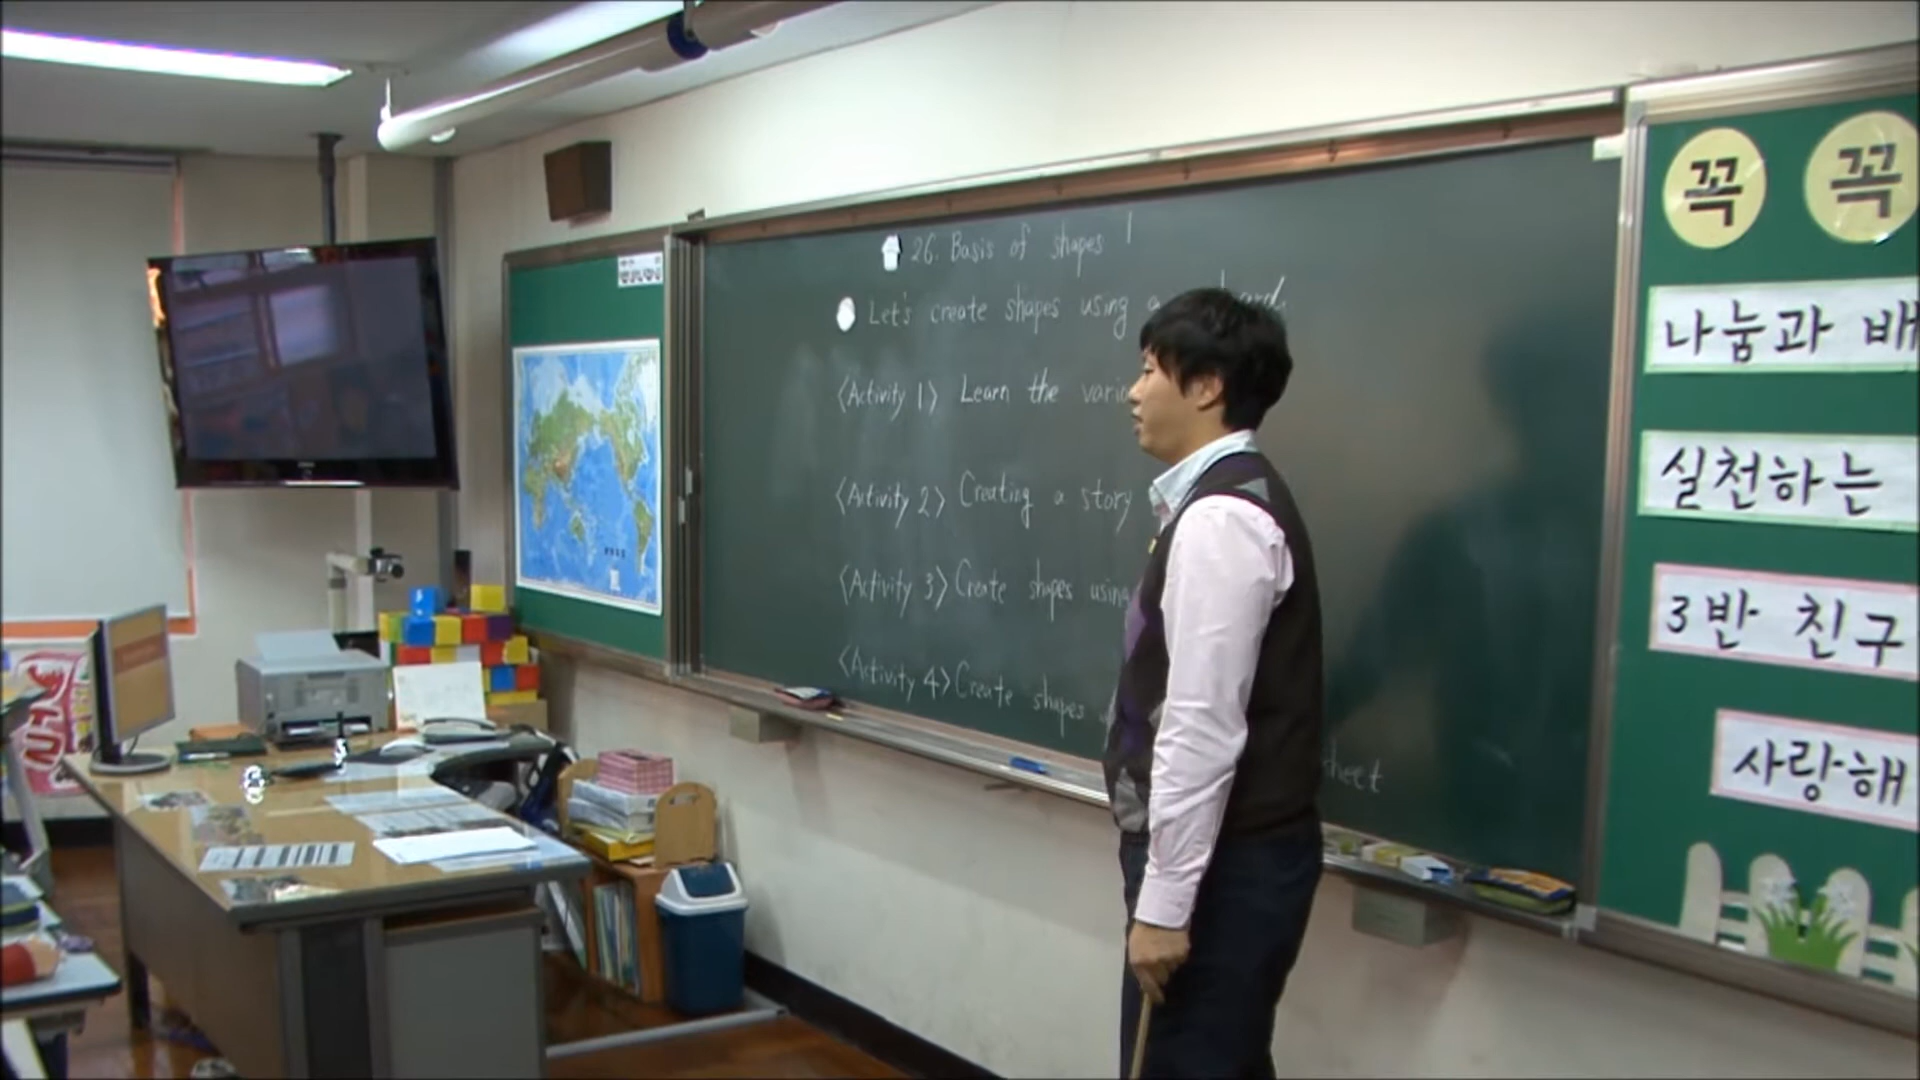 26. Basis of shapes 1
Let's create shapes using a
<Activity 1> Learn the
<Activity 2> Creating a story
<Activity 3> Create shapes using
<Activity 4> Create shapes
sheet
꼭 꼭
나눔과 배
실천하는
3반 친구
사랑해